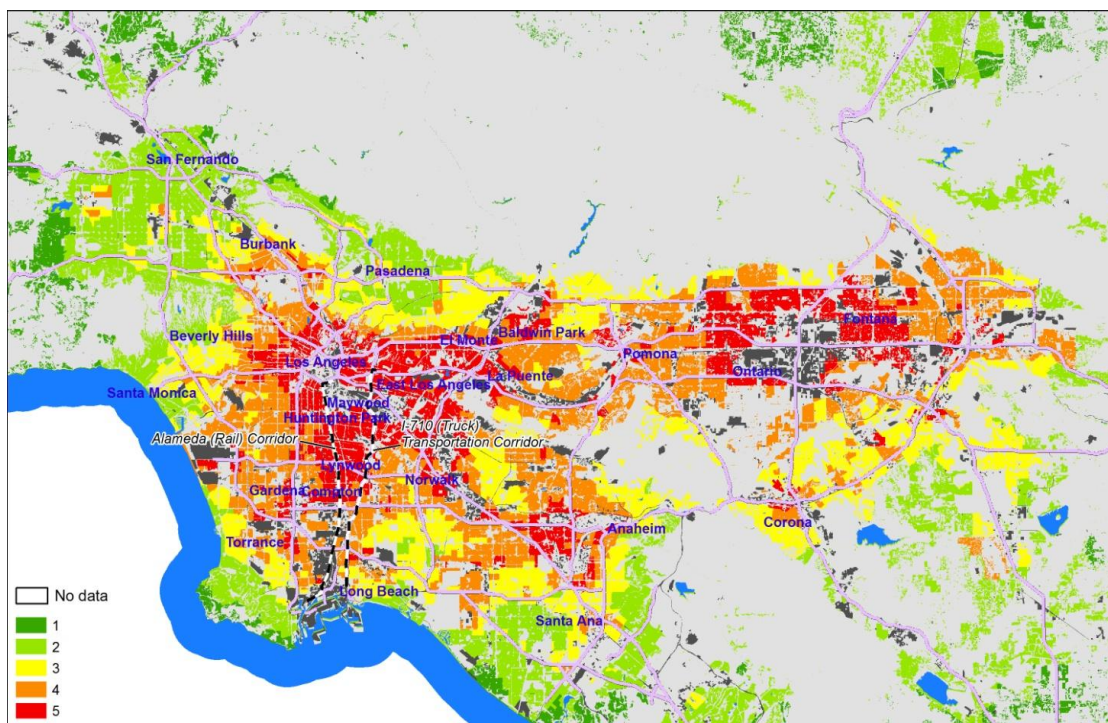 San Fernando
Burbank
Pasadena
Beverly Hills
El Monte
Baldwin Park
Fontana
Los Angeles
Pomona
Ontario
East Los Angeles
La Puente
Santa Monica
Maywood
Huntington Park
I-710 (Truck)
Transportation Corridor
Alameda (Rail) Corridor
Lynwood
Norwalk
Gardena
Compton
Anaheim
Corona
Torrance
Long Beach
Santa Ana
No data
1
2
3
4
5